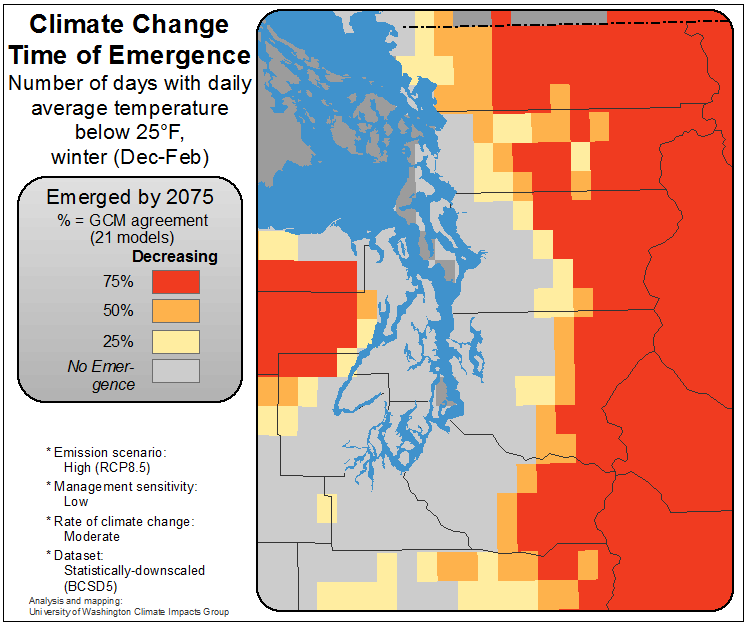 Climate Change
Time of Emergence
Number of days with daily
average temperature
below 25°F,
winter (Dec-Feb)
Emerged by 2075
% = GCM agreement
(21 models)
Decreasing
75%
50%
25%
No Emer-
gence
* Emission scenario:
High (RCP8.5)
* Management sensitivity:
Low
* Rate of climate change:
Moderate
* Dataset:
Statistically-downscaled
(BCSD5)
Analysis and mapping:
University of Washington Climate Impacts Group